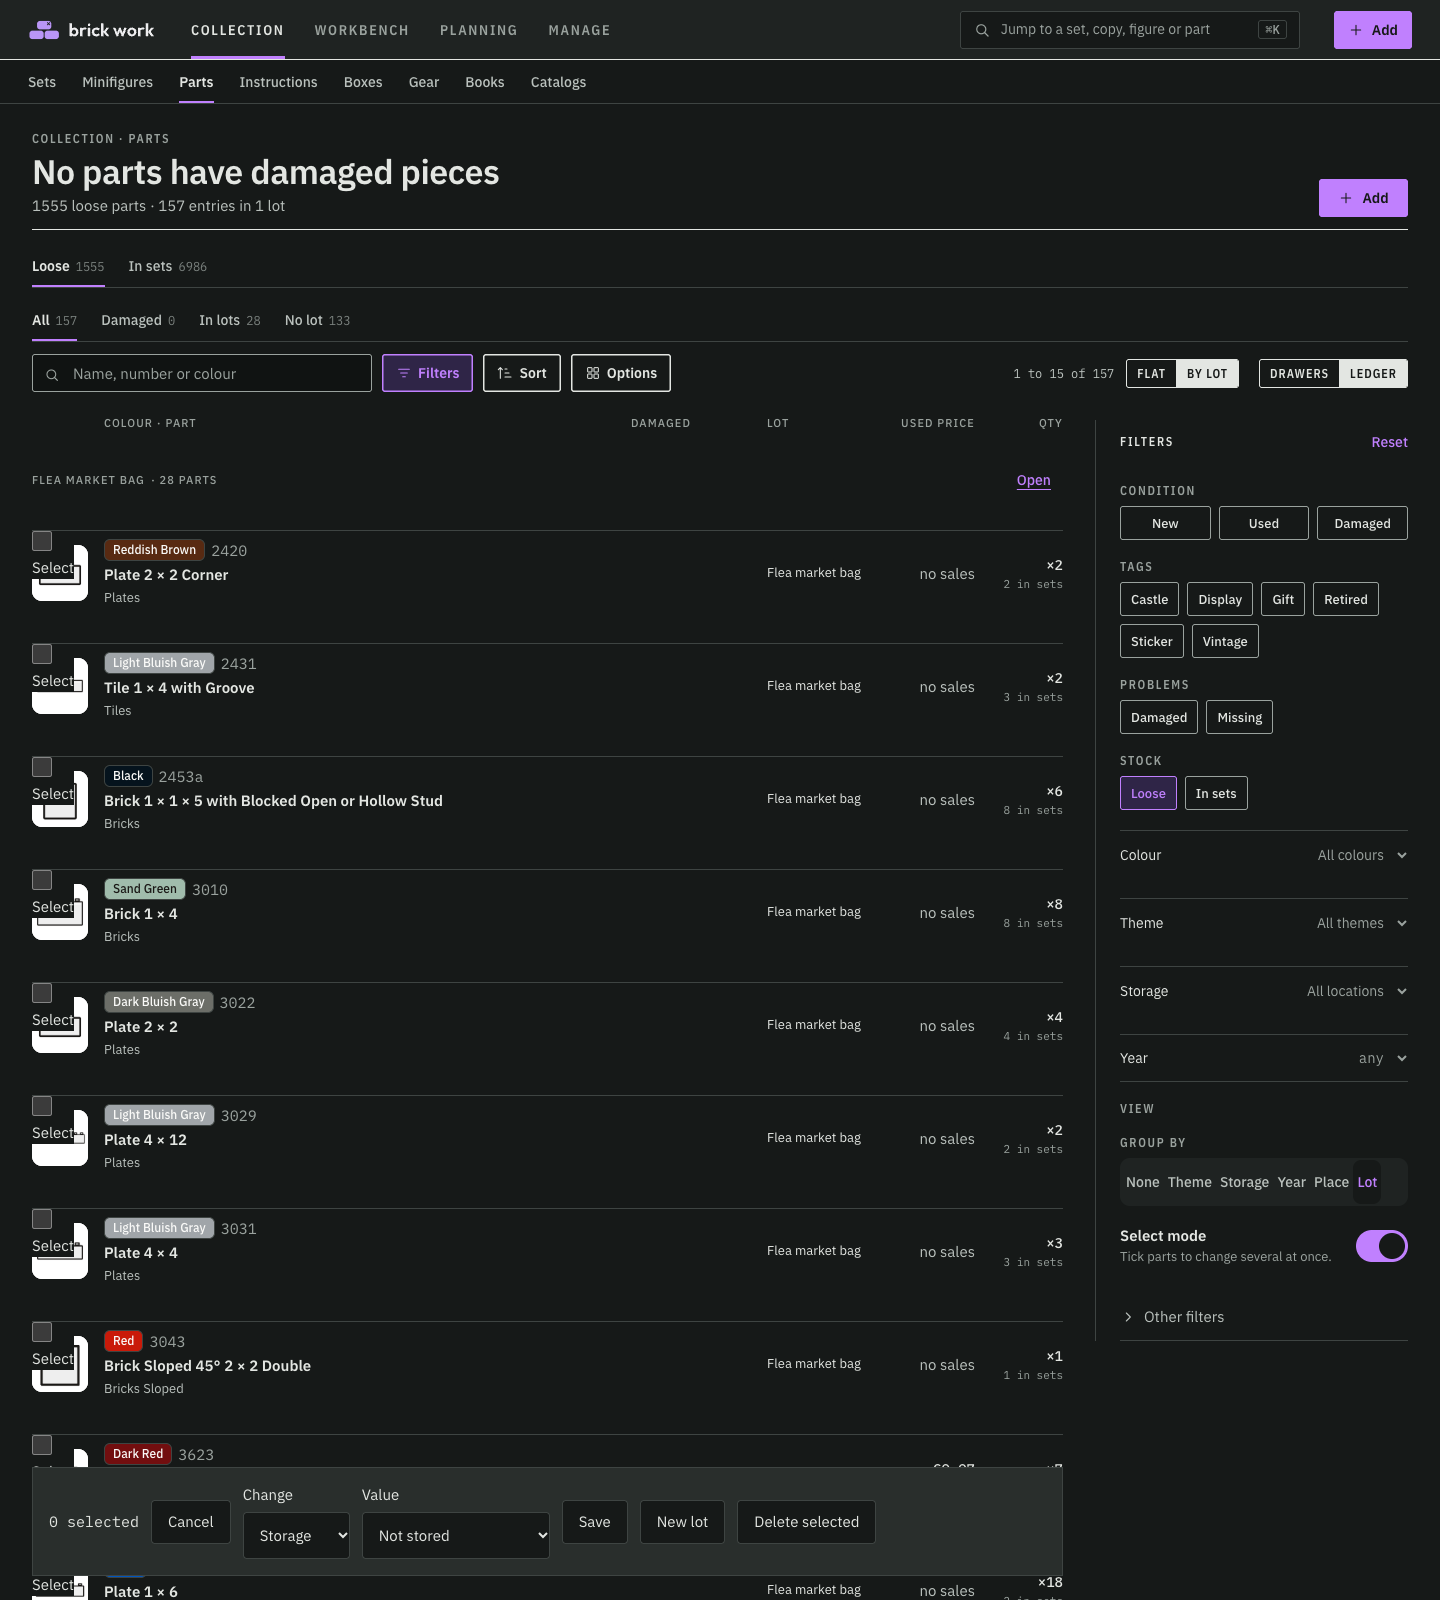 brick work
COLLECTION WORKBENCH PLANNING MANAGE
Jump to a set, copy, figure or part ⌘K
+ Add
Sets Minifigures Parts Instructions Boxes Gear Books Catalogs
COLLECTION · PARTS
No parts have damaged pieces
1555 loose parts · 157 entries in 1 lot
+ Add
Loose 1555 In sets 6986
All 157 Damaged 0 In lots 28 No lot 133
Name, number or colour
Filters Sort Options
1 to 15 of 157 FLAT BY LOT DRAWERS LEDGER
COLOUR · PART DAMAGED LOT USED PRICE QTY
FLEA MARKET BAG · 28 PARTS Open
Select
Reddish Brown 2420
Plate 2 × 2 Corner
Plates
Flea market bag no sales ×2
2 in sets
Select
Light Bluish Gray 2431
Tile 1 × 4 with Groove
Tiles
Flea market bag no sales ×2
3 in sets
Select
Black 2453a
Brick 1 × 1 × 5 with Blocked Open or Hollow Stud
Bricks
Flea market bag no sales ×6
8 in sets
Select
Sand Green 3010
Brick 1 × 4
Bricks
Flea market bag no sales ×8
8 in sets
Select
Dark Bluish Gray 3022
Plate 2 × 2
Plates
Flea market bag no sales ×4
4 in sets
Select
Light Bluish Gray 3029
Plate 4 × 12
Plates
Flea market bag no sales ×2
2 in sets
Select
Light Bluish Gray 3031
Plate 4 × 4
Plates
Flea market bag no sales ×3
3 in sets
Select
Red 3043
Brick Sloped 45° 2 × 2 Double
Bricks Sloped
Flea market bag no sales ×1
1 in sets
Dark Red 3623
0 selected Cancel
Change
Storage
Value
Not stored
Save New lot Delete selected
Select
Plate 1 × 6
Flea market bag no sales ×18
FILTERS Reset
CONDITION
New Used Damaged
TAGS
Castle Display Gift Retired
Sticker Vintage
PROBLEMS
Damaged Missing
STOCK
Loose In sets
Colour All colours
Theme All themes
Storage All locations
Year any
VIEW
GROUP BY
None Theme Storage Year Place Lot
Select mode
Tick parts to change several at once.
Other filters